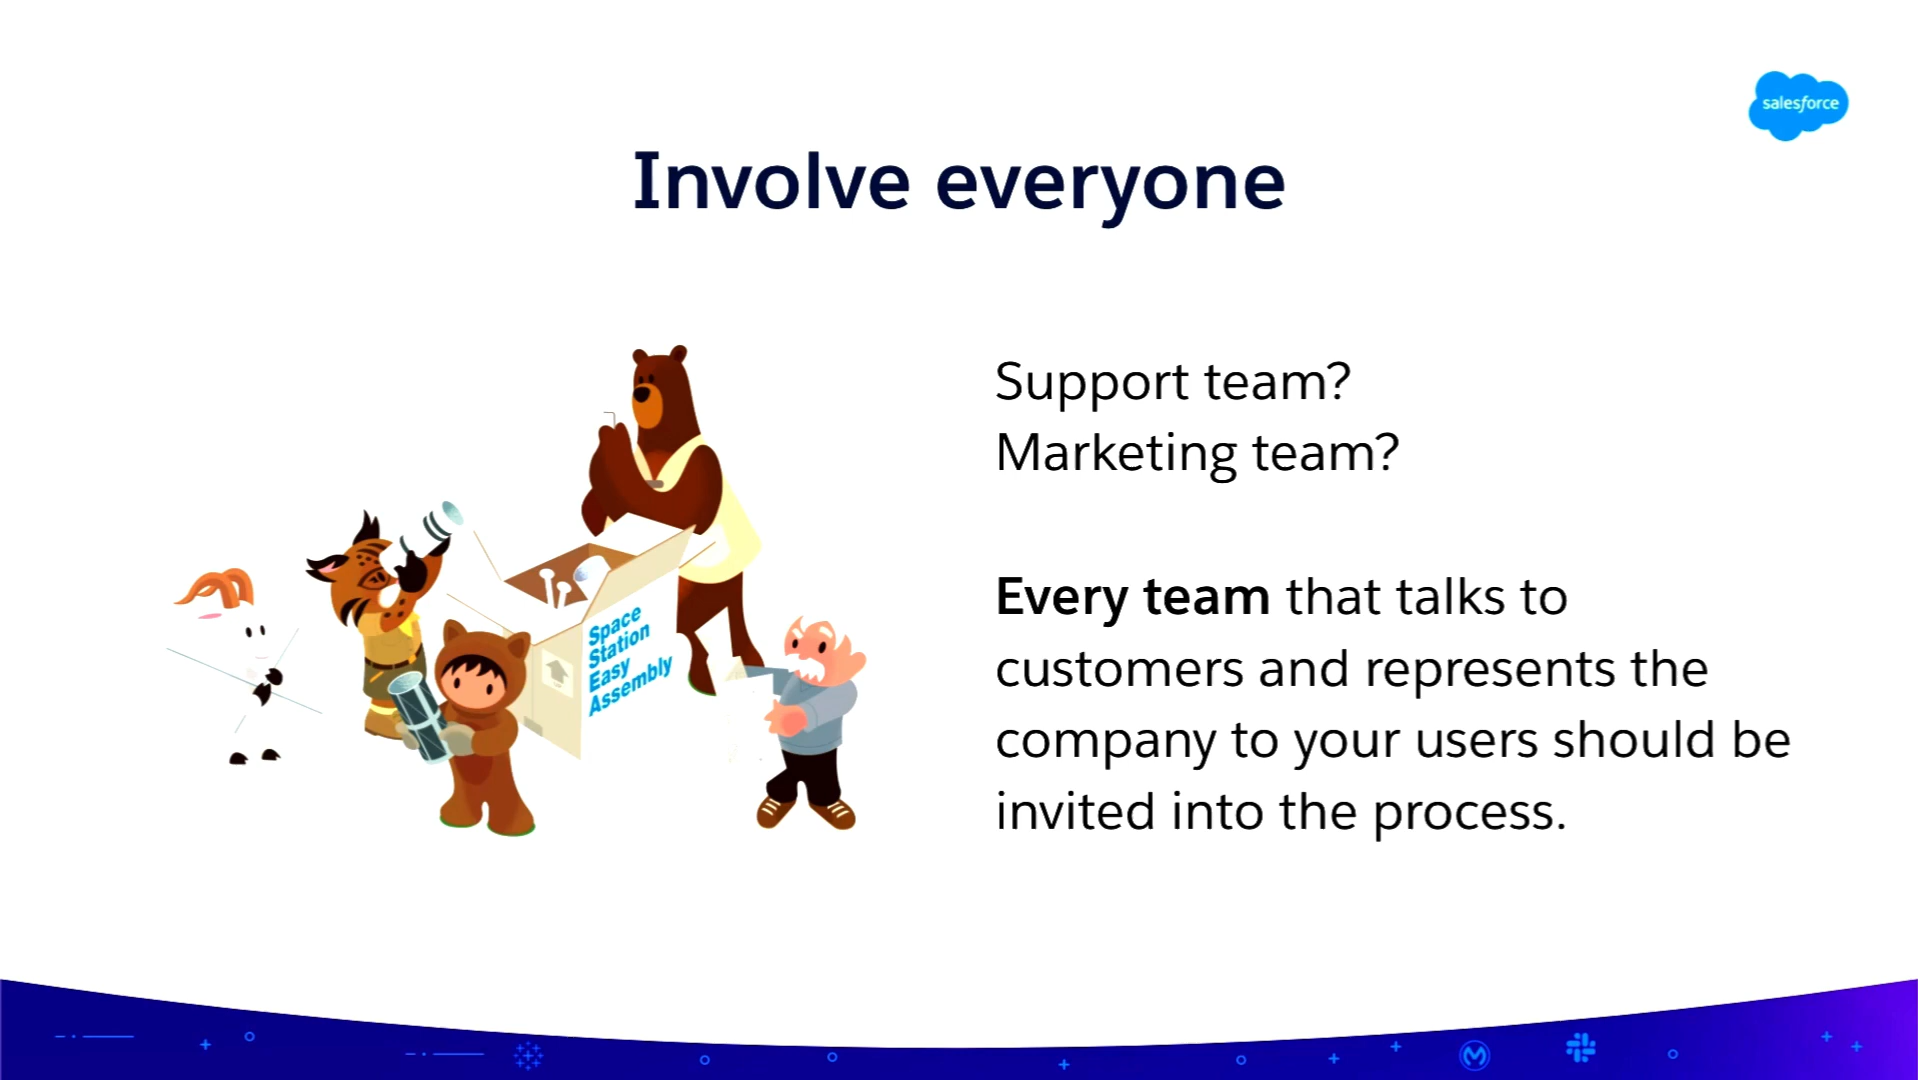 salesforce
Involve everyone
Support team?
Marketing team?
Every team that talks to
customers and represents the
company to your users should be
invited into the process.
Space
Station
Easy
Assembly